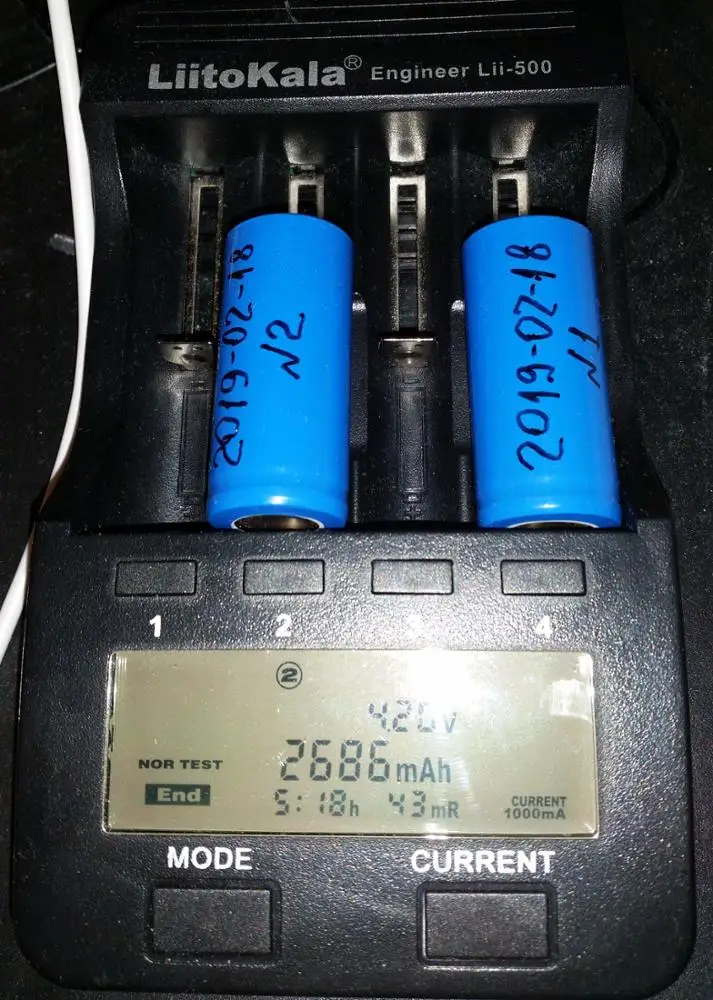 LiitoKala® Engineer Lii-500
2019-02-18
N2
2019-02-18
N1
1 2 3 4
2
4.20V
NOR TEST
2686mAh
End
5:18h 43mR
CURRENT
1000mA
MODE CURRENT